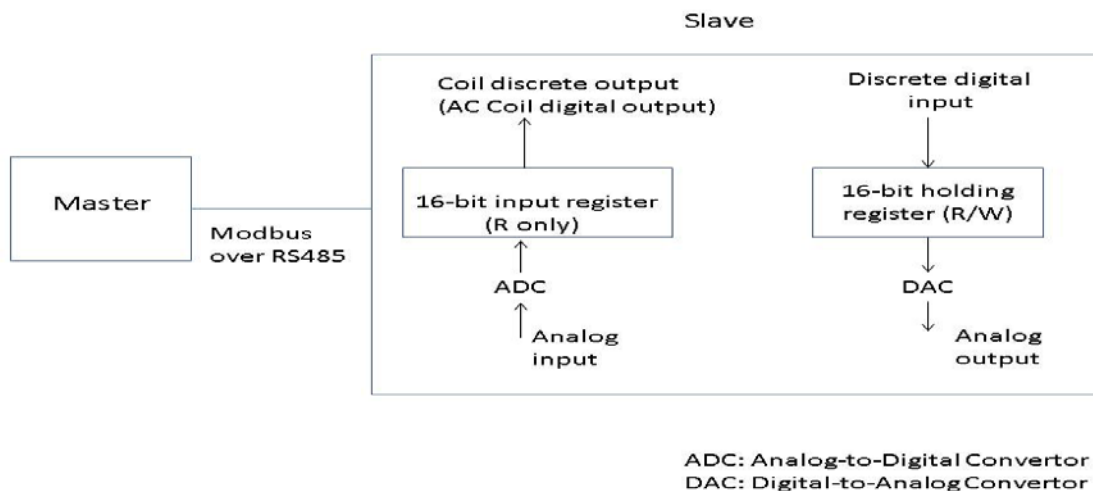 Slave
Coil discrete output
(AC Coil digital output)
Discrete digital
input
Master
16-bit input register
(R only)
16-bit holding
register (R/W)
Modbus
over RS485
ADC
DAC
Analog
input
Analog
output
ADC: Analog-to-Digital Convertor
DAC: Digital-to-Analog Convertor